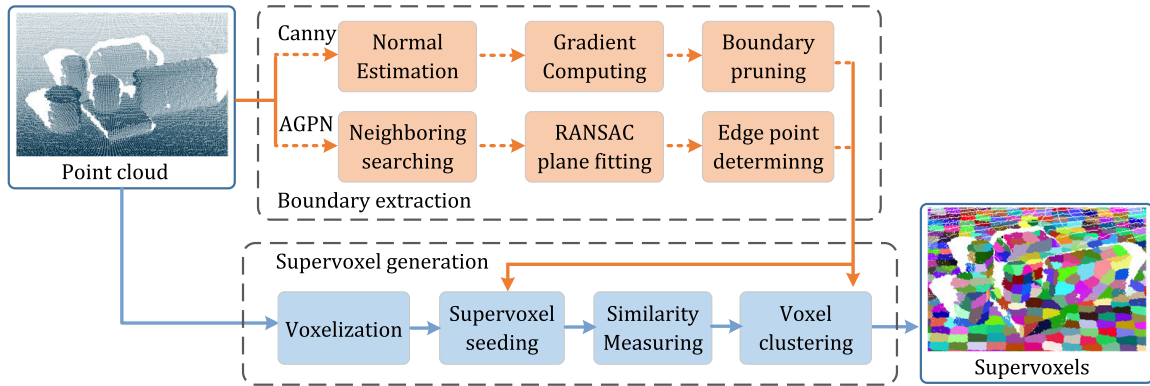 Point cloud
Canny
Normal
Estimation
Gradient
Computing
Boundary
pruning
AGPN
Neighboring
searching
RANSAC
plane fitting
Edge point
determinng
Boundary extraction
Supervoxel generation
Voxelization
Supervoxel
seeding
Similarity
Measuring
Voxel
clustering
Supervoxels